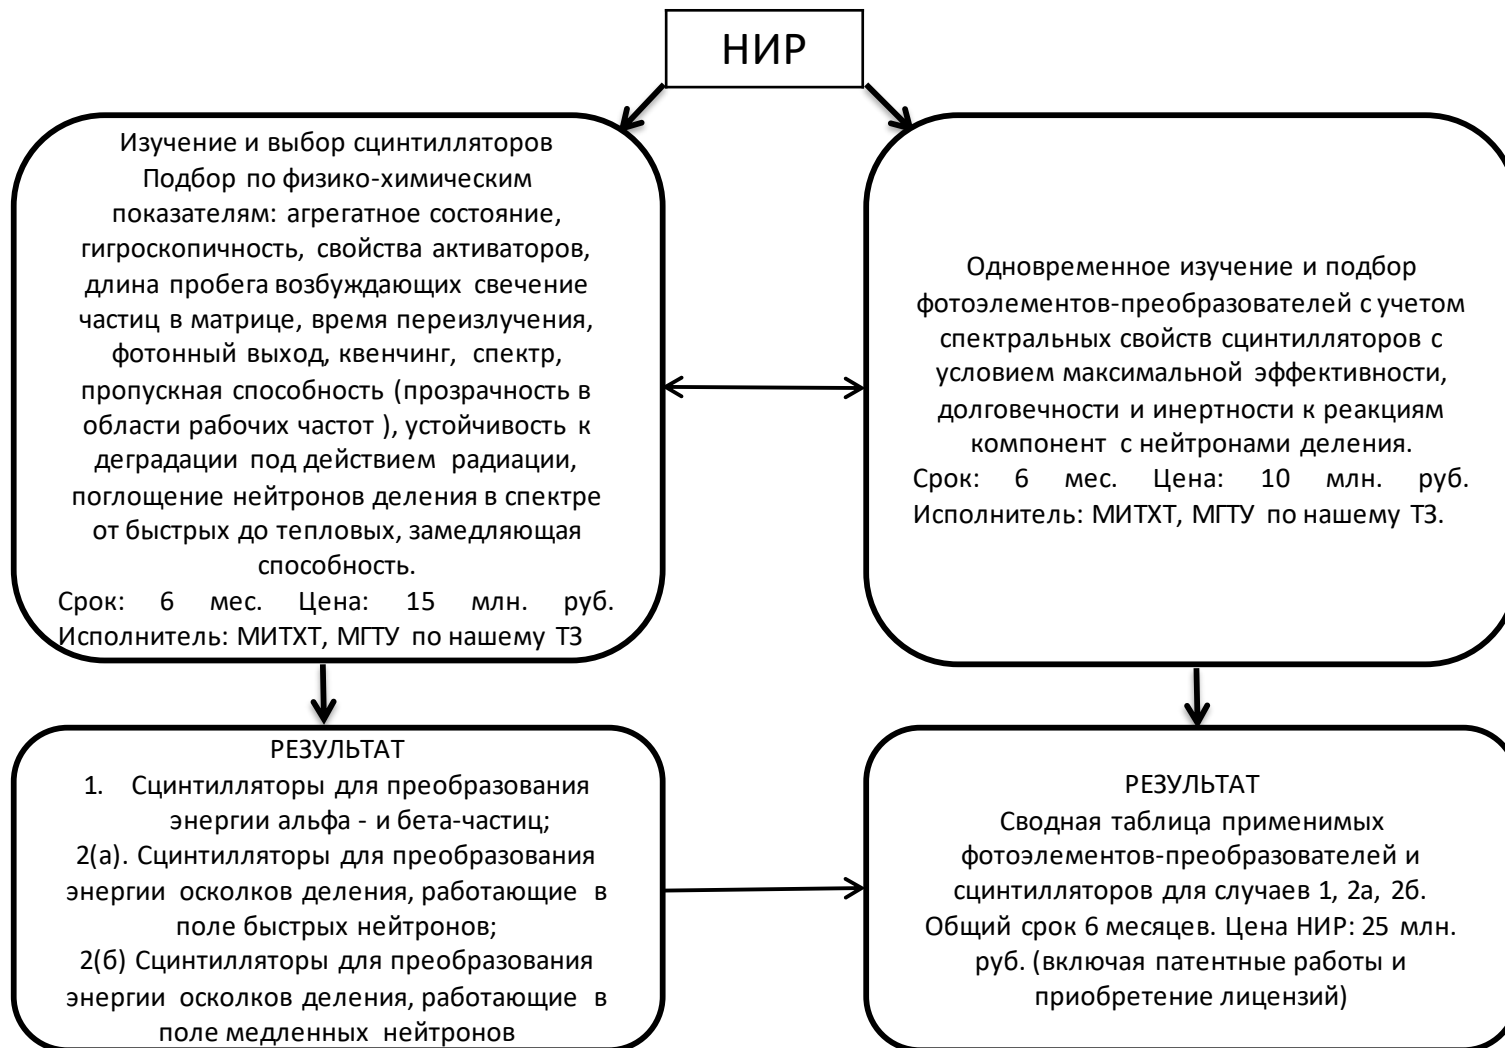 НИР
Изучение и выбор сцинтилляторов
Подбор по физико-химическим
показателям: агрегатное состояние,
гигроскопичность, свойства активаторов,
длина пробега возбуждающих свечение
частиц в матрице, время переизлучения,
фотонный выход, квенчинг, спектр,
пропускная способность (прозрачность в
области рабочих частот ), устойчивость к
деградации под действием радиации,
поглощение нейтронов деления в спектре
от быстрых до тепловых, замедляющая
способность.
Срок: 6 мес. Цена: 15 млн. руб.
Исполнитель: МИТХТ, МГТУ по нашему ТЗ
Одновременное изучение и подбор
фотоэлементов-преобразователей с учетом
спектральных свойств сцинтилляторов с
условием максимальной эффективности,
долговечности и инертности к реакциям
компонент с нейтронами деления.
Срок: 6 мес. Цена: 10 млн. руб.
Исполнитель: МИТХТ, МГТУ по нашему ТЗ.
РЕЗУЛЬТАТ
1. Сцинтилляторы для преобразования
энергии альфа - и бета-частиц;
2(а). Сцинтилляторы для преобразования
энергии осколков деления, работающие в
поле быстрых нейтронов;
2(б) Сцинтилляторы для преобразования
энергии осколков деления, работающие в
поле медленных нейтронов
РЕЗУЛЬТАТ
Сводная таблица применимых
фотоэлементов-преобразователей и
сцинтилляторов для случаев 1, 2а, 2б.
Общий срок 6 месяцев. Цена НИР: 25 млн.
руб. (включая патентные работы и
приобретение лицензий)